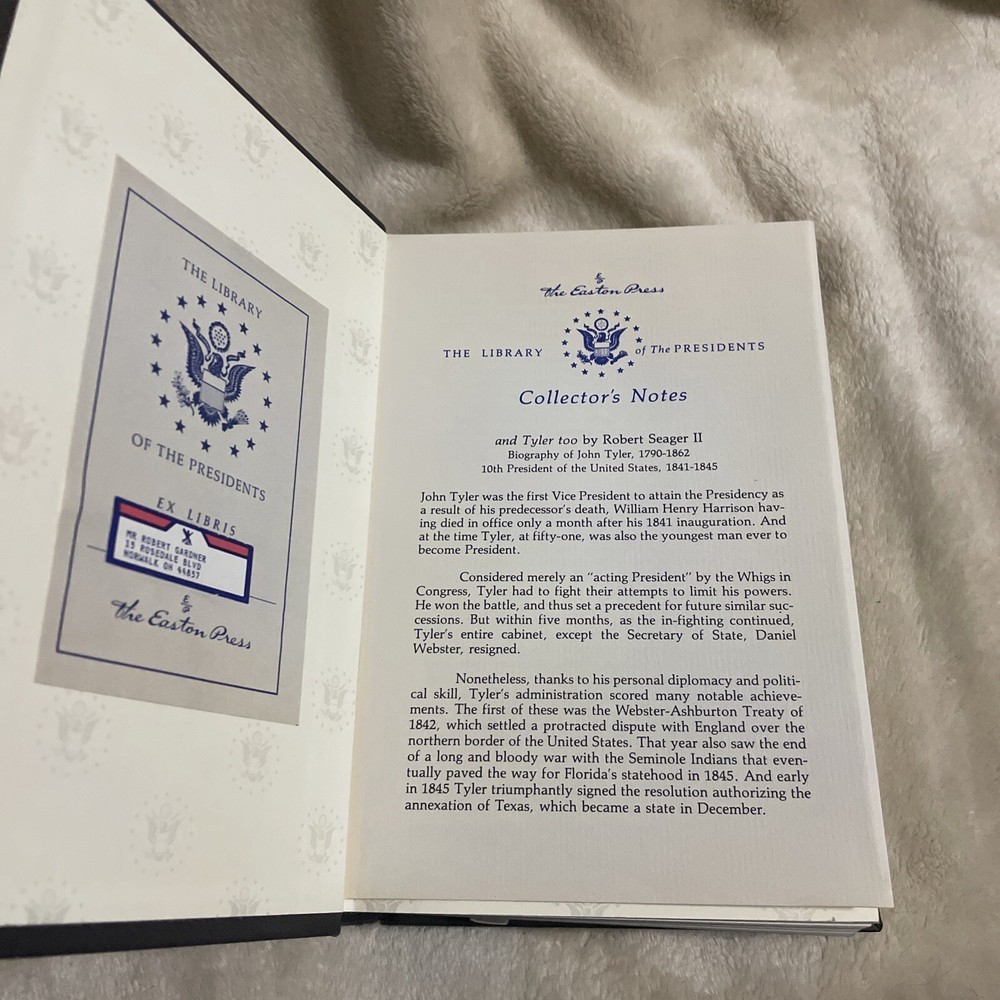 THE LIBRARY
OF THE PRESIDENTS
EX LIBRIS
MR ROBERT GARDNER
15 ROSEDALE BLVD
NORWALK OH 44857
The Easton Press
The Easton Press
THE LIBRARY of The PRESIDENTS
Collector's Notes
and Tyler too by Robert Seager II
Biography of John Tyler, 1790-1862
10th President of the United States, 1841-1845
John Tyler was the first Vice President to attain the Presidency as
a result of his predecessor's death, William Henry Harrison hav-
ing died in office only a month after his 1841 inauguration. And
at the time Tyler, at fifty-one, was also the youngest man ever to
become President.
Considered merely an "acting President" by the Whigs in
Congress, Tyler had to fight their attempts to limit his powers.
He won the battle, and thus set a precedent for future similar suc-
cessions. But within five months, as the in-fighting continued,
Tyler's entire cabinet, except the Secretary of State, Daniel
Webster, resigned.
Nonetheless, thanks to his personal diplomacy and politi-
cal skill, Tyler's administration scored many notable achieve-
ments. The first of these was the Webster-Ashburton Treaty of
1842, which settled a protracted dispute with England over the
northern border of the United States. That year also saw the end
of a long and bloody war with the Seminole Indians that even-
tually paved the way for Florida's statehood in 1845. And early
in 1845 Tyler triumphantly signed the resolution authorizing the
annexation of Texas, which became a state in December.